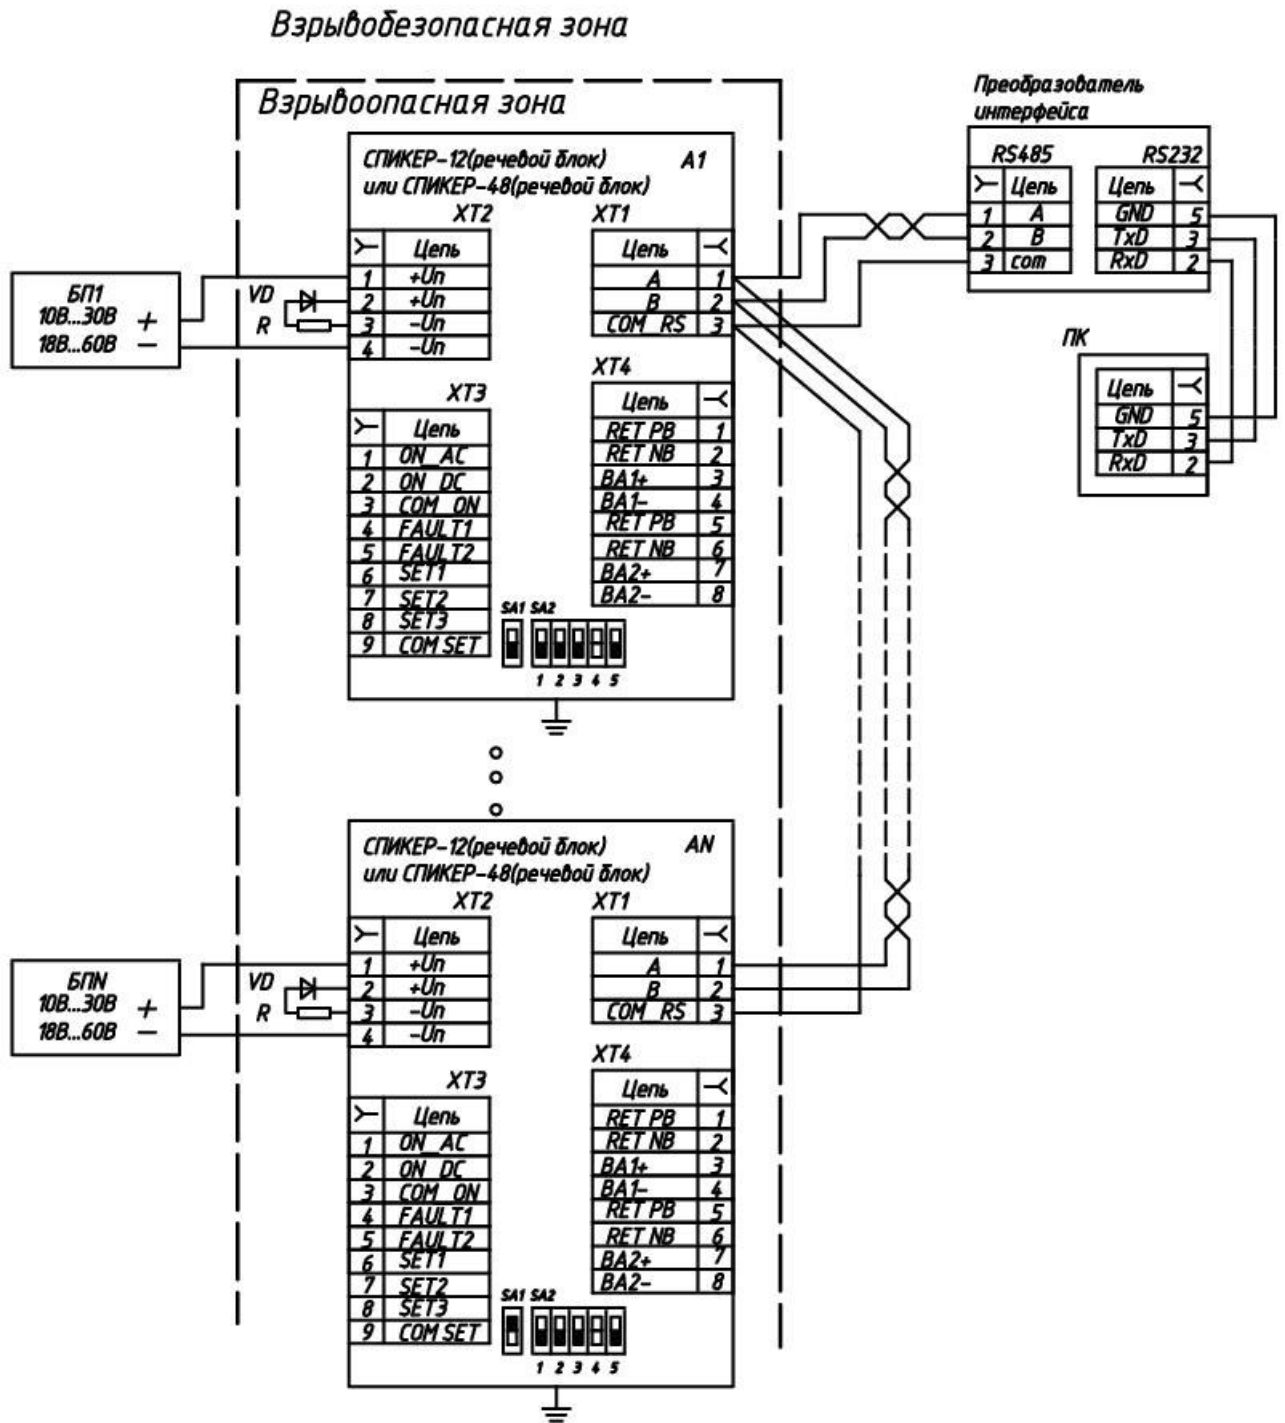 Взрывобезопасная зона
Взрывоопасная зона
СПИКЕР-12(речевой блок) А1
или СПИКЕР-48(речевой блок)
XT2
Цепь
1 +Uп
2 +Uп
3 -Uп
4 -Uп
БП1
10В...30В +
18В...60В -
VD
R
XT3
Цепь
1 ON_AC
2 ON_DC
3 COM_ON
4 FAULT1
5 FAULT2
6 SET1
7 SET2
8 SET3
9 COM SET
XT1
Цепь
A 1
B 2
COM_RS 3
XT4
Цепь
RET PB 1
RET NB 2
BA1+ 3
BA1- 4
RET PB 5
RET NB 6
BA2+ 7
BA2- 8
SA1 SA2
1 2 3 4 5
Преобразователь
интерфейса
RS485
Цепь
1 A
2 B
3 com
RS232
Цепь
GND 5
TxD 3
RxD 2
ПК
Цепь
GND 5
TxD 3
RxD 2
СПИКЕР-12(речевой блок) AN
или СПИКЕР-48(речевой блок)
XT2
Цепь
1 +Uп
2 +Uп
3 -Uп
4 -Uп
БПN
10В...30В +
18В...60В -
VD
R
XT3
Цепь
1 ON_AC
2 ON_DC
3 COM_ON
4 FAULT1
5 FAULT2
6 SET1
7 SET2
8 SET3
9 COM SET
XT1
Цепь
A 1
B 2
COM_RS 3
XT4
Цепь
RET PB 1
RET NB 2
BA1+ 3
BA1- 4
RET PB 5
RET NB 6
BA2+ 7
BA2- 8
SA1 SA2
1 2 3 4 5